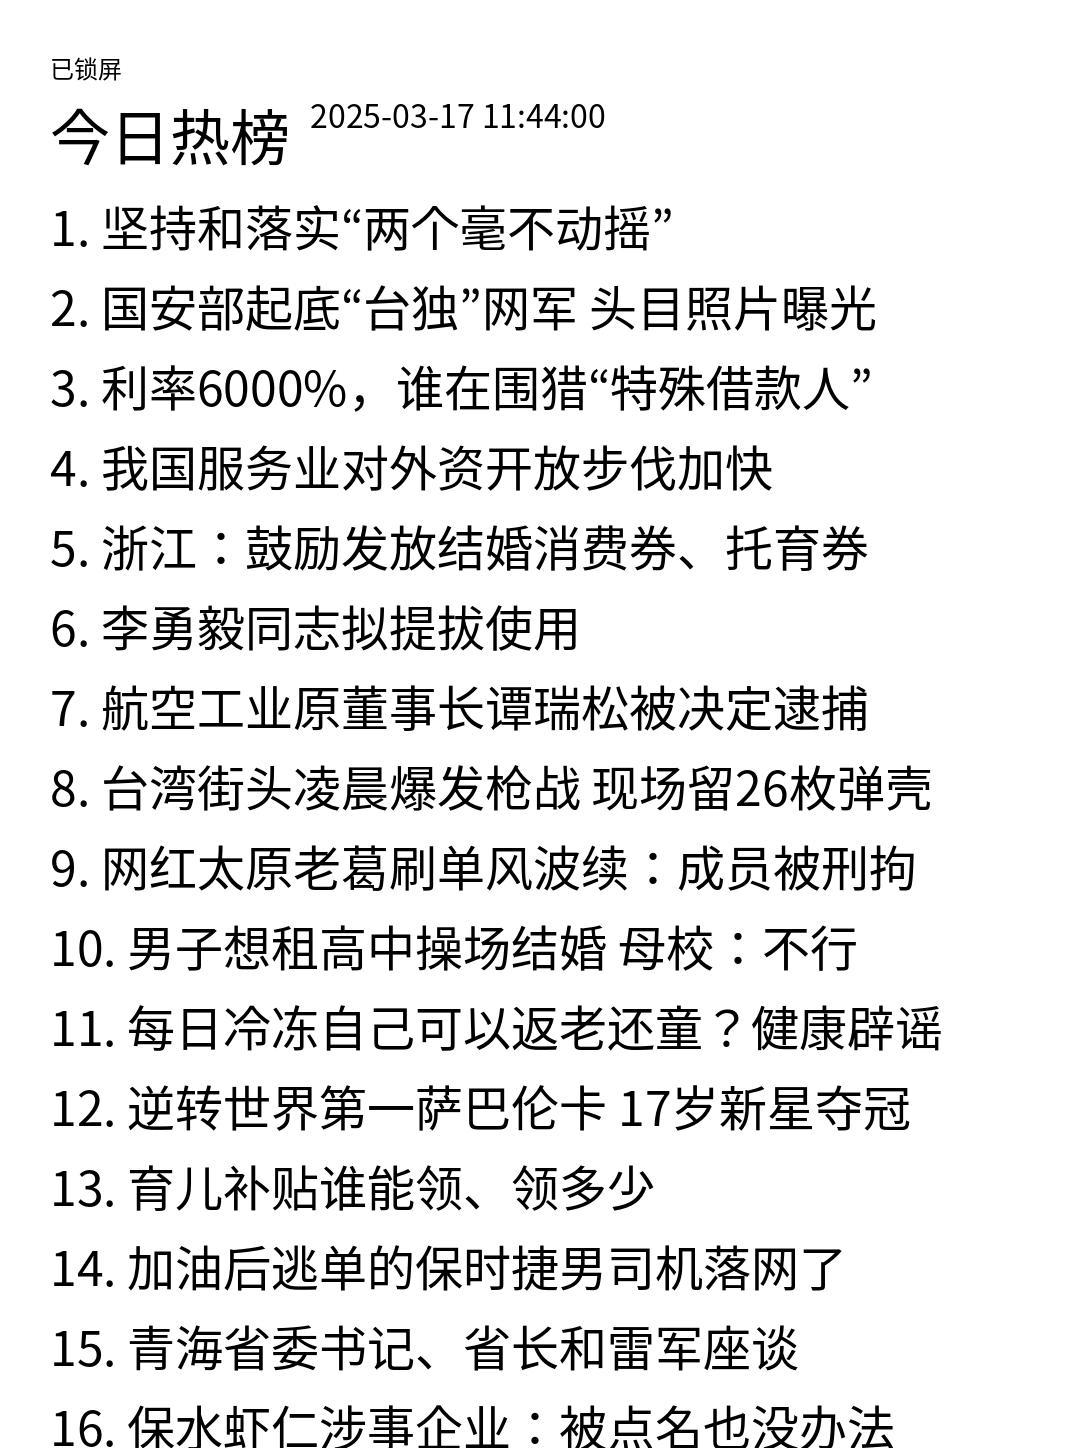 已锁屏
今日热榜 2025-03-17 11:44:00
1. 坚持和落实“两个毫不动摇”
2. 国安部起底“台独”网军 头目照片曝光
3. 利率6000%，谁在围猎“特殊借款人”
4. 我国服务业对外资开放步伐加快
5. 浙江：鼓励发放结婚消费券、托育券
6. 李勇毅同志拟提拔使用
7. 航空工业原董事长谭瑞松被决定逮捕
8. 台湾街头凌晨爆发枪战 现场留26枚弹壳
9. 网红太原老葛刷单风波续：成员被刑拘
10. 男子想租高中操场结婚 母校：不行
11. 每日冷冻自己可以返老还童？健康辟谣
12. 逆转世界第一萨巴伦卡 17岁新星夺冠
13. 育儿补贴谁能领、领多少
14. 加油后逃单的保时捷男司机落网了
15. 青海省委书记、省长和雷军座谈
16. 保水虾仁涉事企业：被点名也没办法